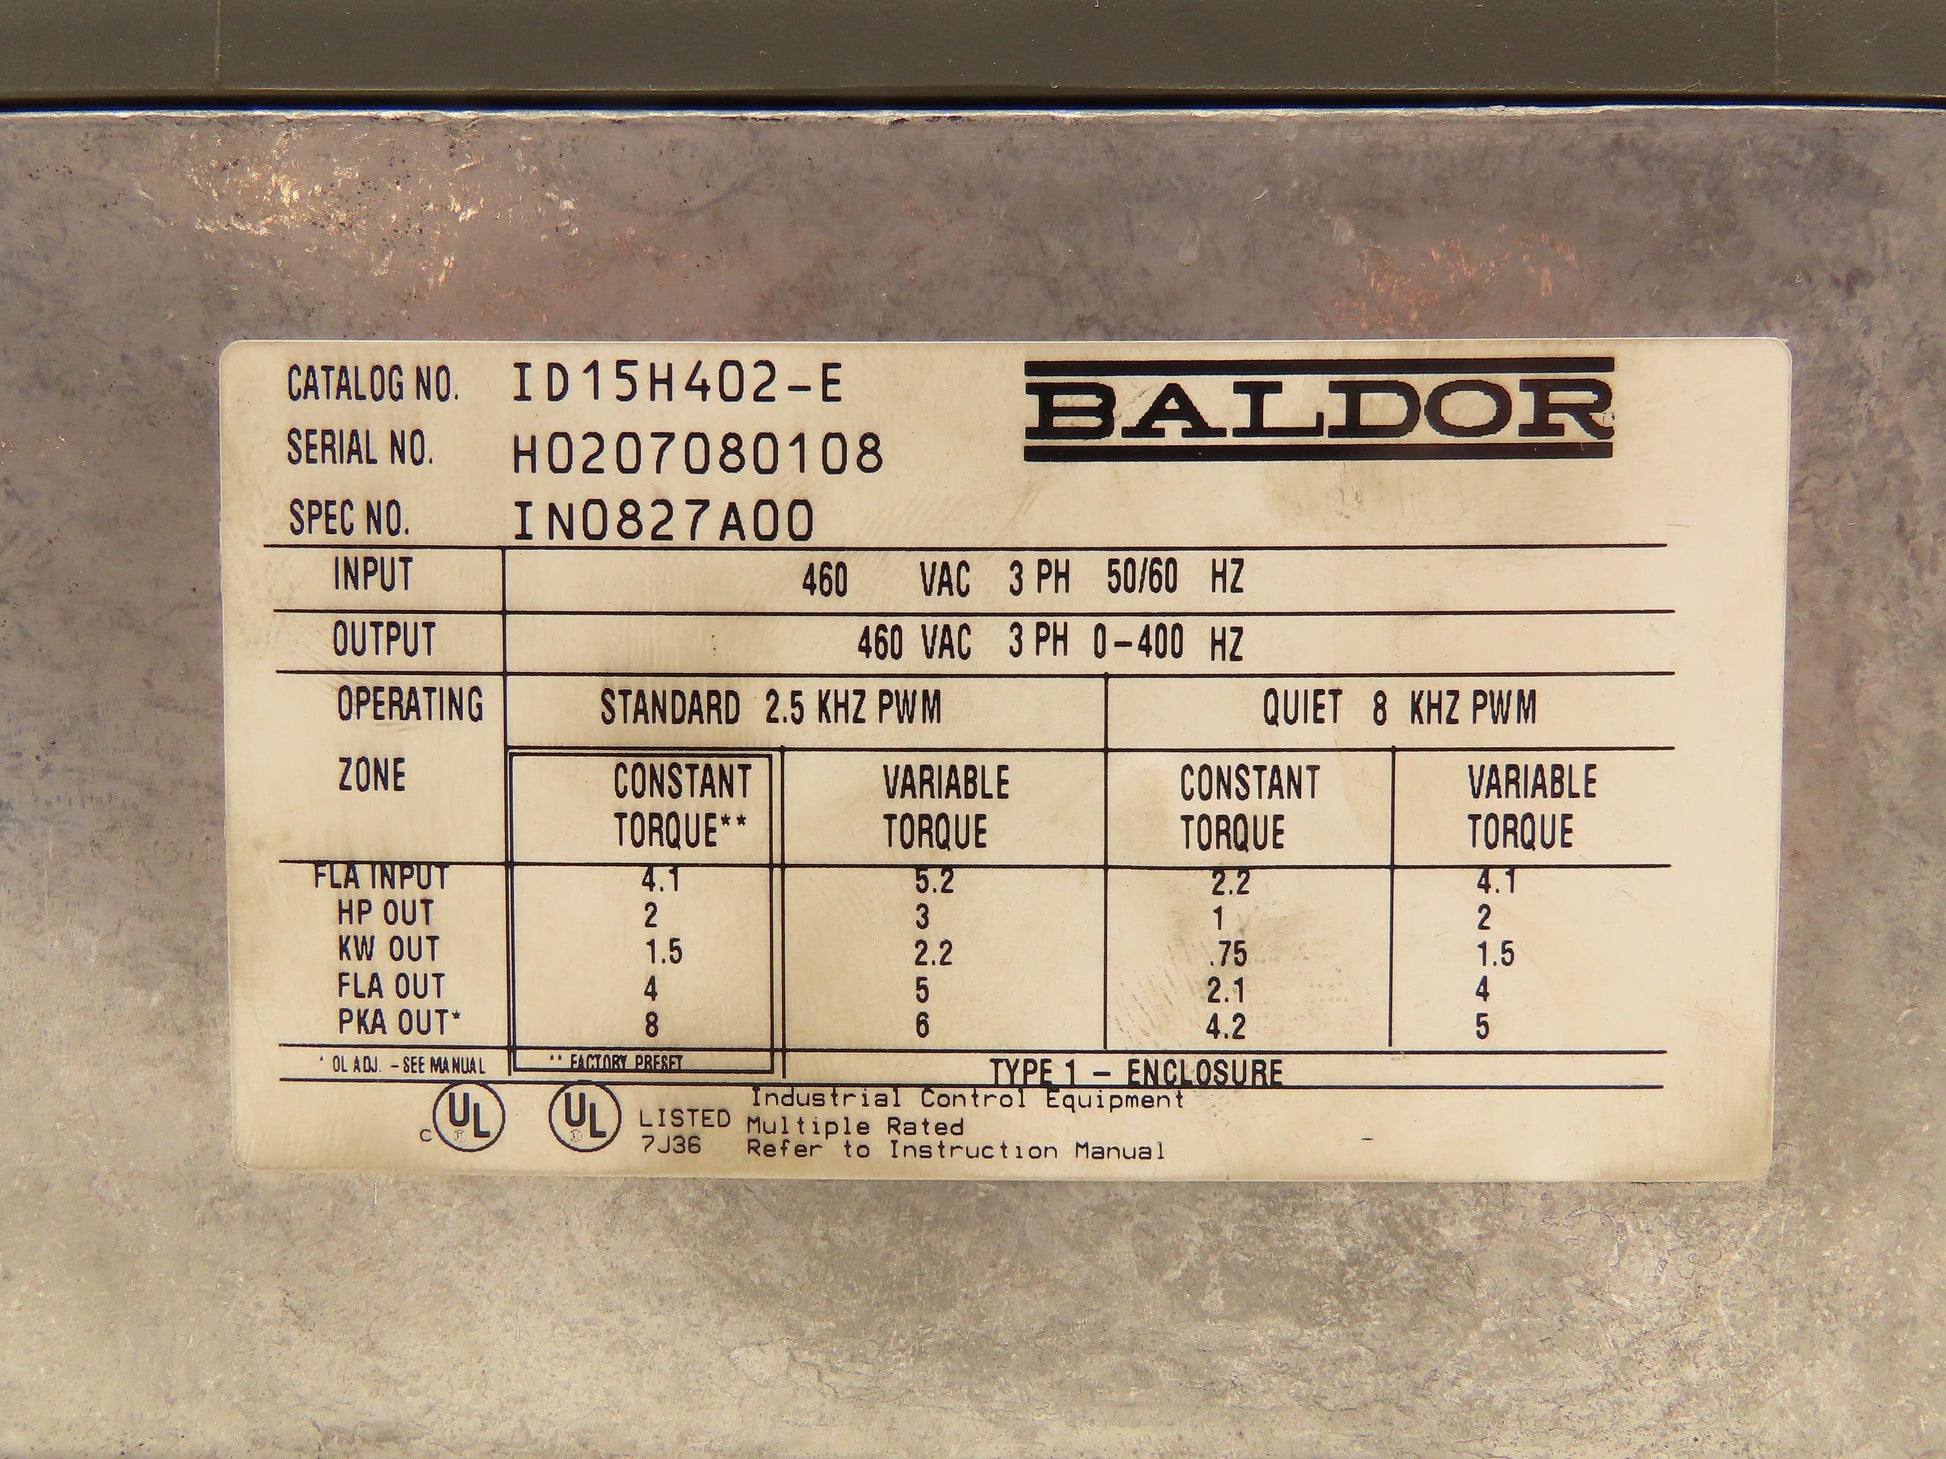 CATALOG NO. ID15H402-E
BALDOR
SERIAL NO. H0207080108
SPEC NO. IN0827A00
INPUT 460 VAC 3 PH 50/60 HZ
OUTPUT 460 VAC 3 PH 0-400 HZ
OPERATING STANDARD 2.5 KHZ PWM QUIET 8 KHZ PWM
ZONE CONSTANT VARIABLE CONSTANT VARIABLE
TORQUE** TORQUE TORQUE TORQUE
FLA INPUT 4.1 5.2 2.2 4.1
HP OUT 2 3 1 2
KW OUT 1.5 2.2 .75 1.5
FLA OUT 4 5 2.1 4
PKA OUT* 8 6 4.2 5
* OL ADJ. - SEE MANUAL ** FACTORY PRESET TYPE 1 - ENCLOSURE
C UL ® UL ® LISTED Industrial Control Equipment
7J36 Multiple Rated
Refer to Instruction Manual